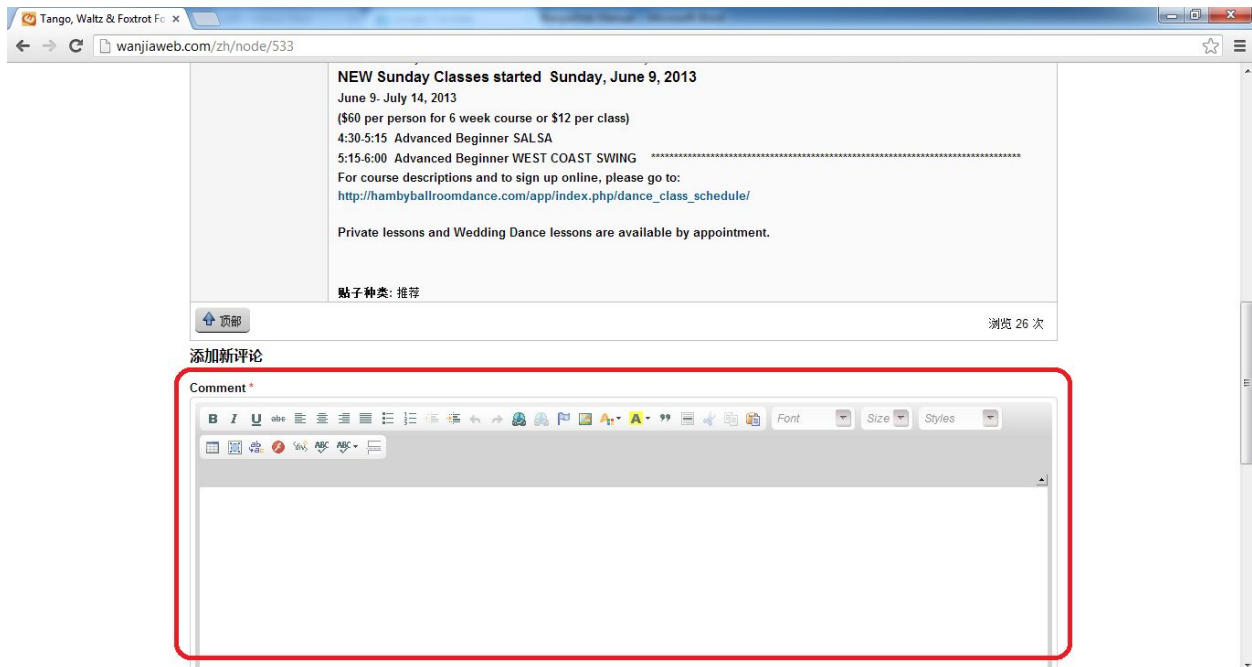 Tango, Waltz & Foxtrot Fo
wanjiaweb.com/zh/node/533
NEW Sunday Classes started Sunday, June 9, 2013
June 9- July 14, 2013
($60 per person for 6 week course or $12 per class)
4:30-5:15 Advanced Beginner SALSA
5:15-6:00 Advanced Beginner WEST COAST SWING ********************************************************************************
For course descriptions and to sign up online, please go to:
http://hambyballroomdance.com/app/index.php/dance_class_schedule/
Private lessons and Wedding Dance lessons are available by appointment.
贴子种类: 推荐
顶部 浏览 26 次
添加新评论
Comment *
B I U abc Font Size Styles
ABC ABC